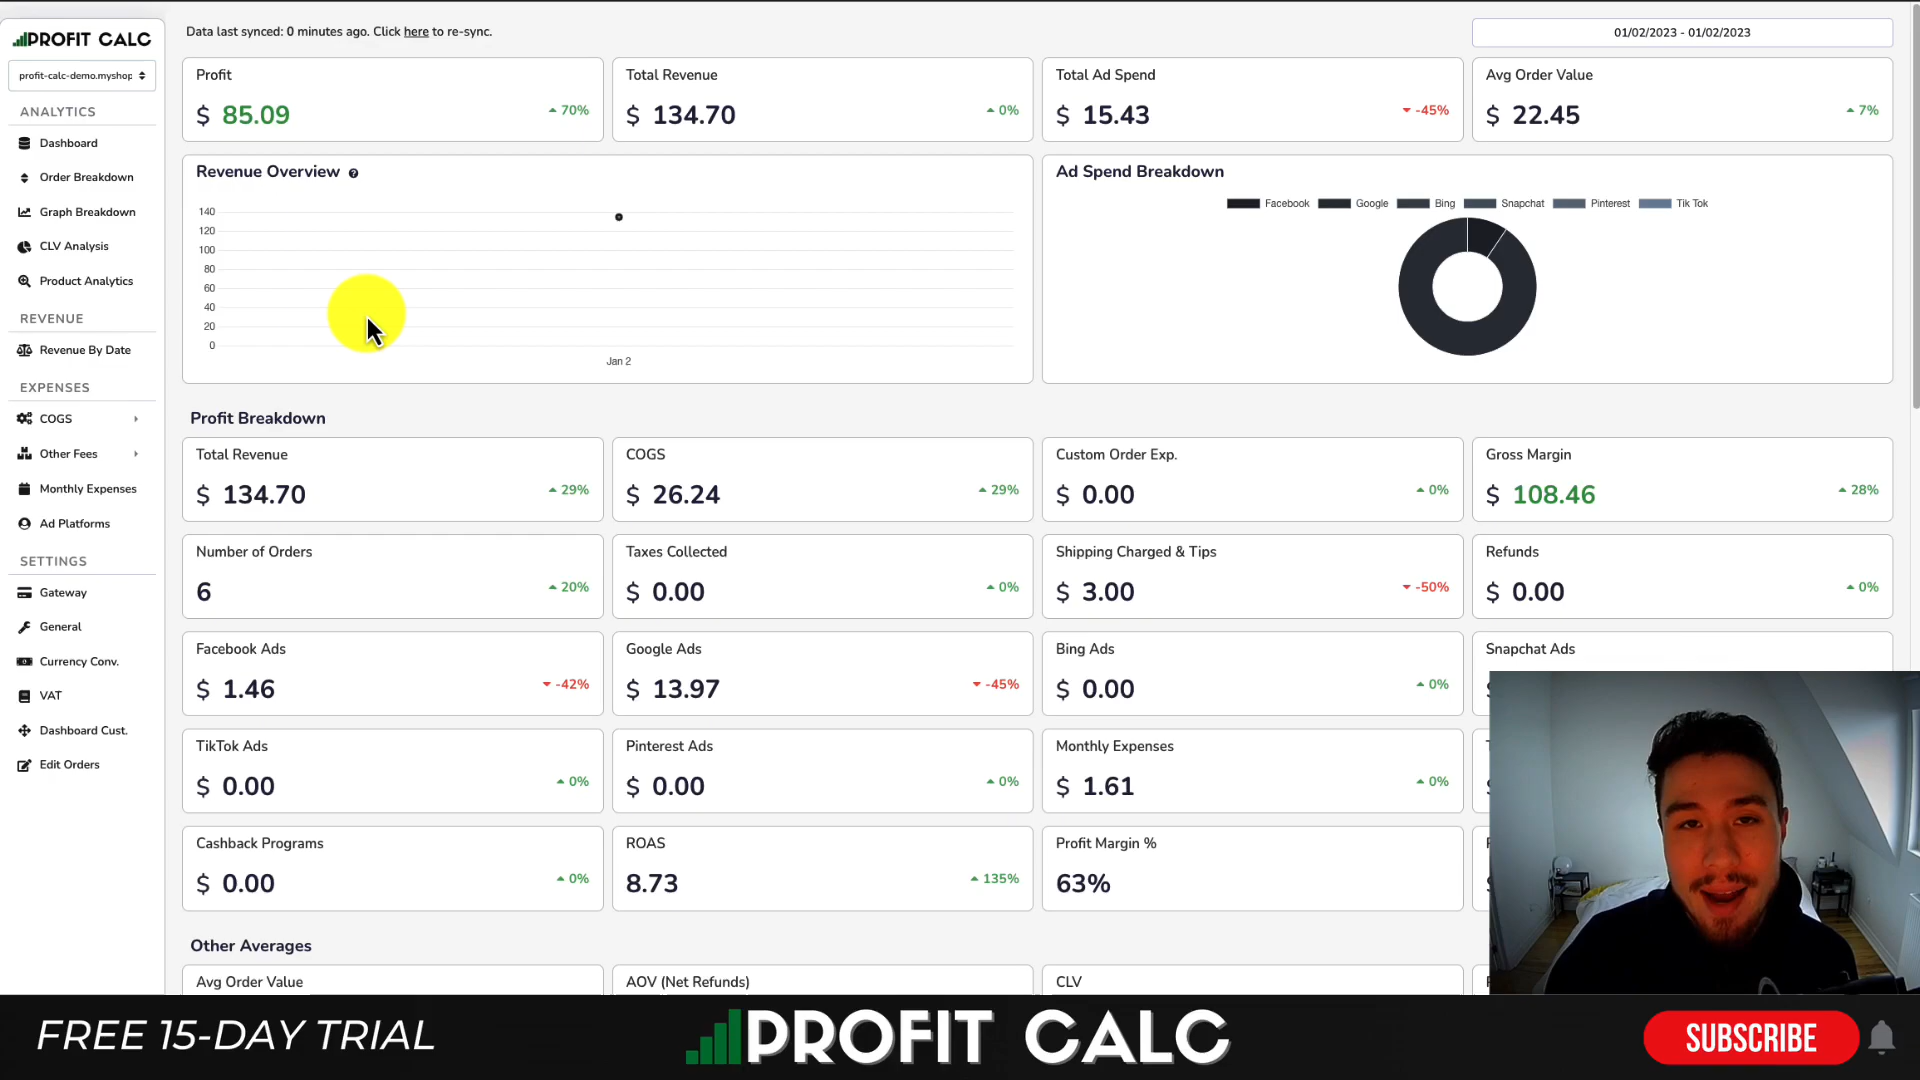 PROFIT CALC
profit-calc-demo.myshop
ANALYTICS
Dashboard
Order Breakdown
Graph Breakdown
CLV Analysis
Product Analytics
REVENUE
Revenue By Date
EXPENSES
COGS
Other Fees
Monthly Expenses
Ad Platforms
SETTINGS
Gateway
General
Currency Conv.
VAT
Dashboard Cust.
Edit Orders
Data last synced: 0 minutes ago. Click here to re-sync.
01/02/2023 - 01/02/2023
Profit
$ 85.09 70%
Total Revenue
$ 134.70 0%
Total Ad Spend
$ 15.43 -45%
Avg Order Value
$ 22.45 7%
Revenue Overview ?
140
120
100
80
60
40
20
0
Jan 2
Ad Spend Breakdown
Facebook Google Bing Snapchat Pinterest Tik Tok
Profit Breakdown
Total Revenue
$ 134.70 29%
COGS
$ 26.24 29%
Custom Order Exp.
$ 0.00 0%
Gross Margin
$ 108.46 28%
Number of Orders
6 20%
Taxes Collected
$ 0.00 0%
Shipping Charged & Tips
$ 3.00 -50%
Refunds
$ 0.00 0%
Facebook Ads
$ 1.46 -42%
Google Ads
$ 13.97 -45%
Bing Ads
$ 0.00 0%
Snapchat Ads
TikTok Ads
$ 0.00 0%
Pinterest Ads
$ 0.00 0%
Monthly Expenses
$ 1.61 0%
Cashback Programs
$ 0.00 0%
ROAS
8.73 135%
Profit Margin %
63%
Other Averages
Avg Order Value
AOV (Net Refunds)
CLV
FREE 15-DAY TRIAL
PROFIT CALC
SUBSCRIBE